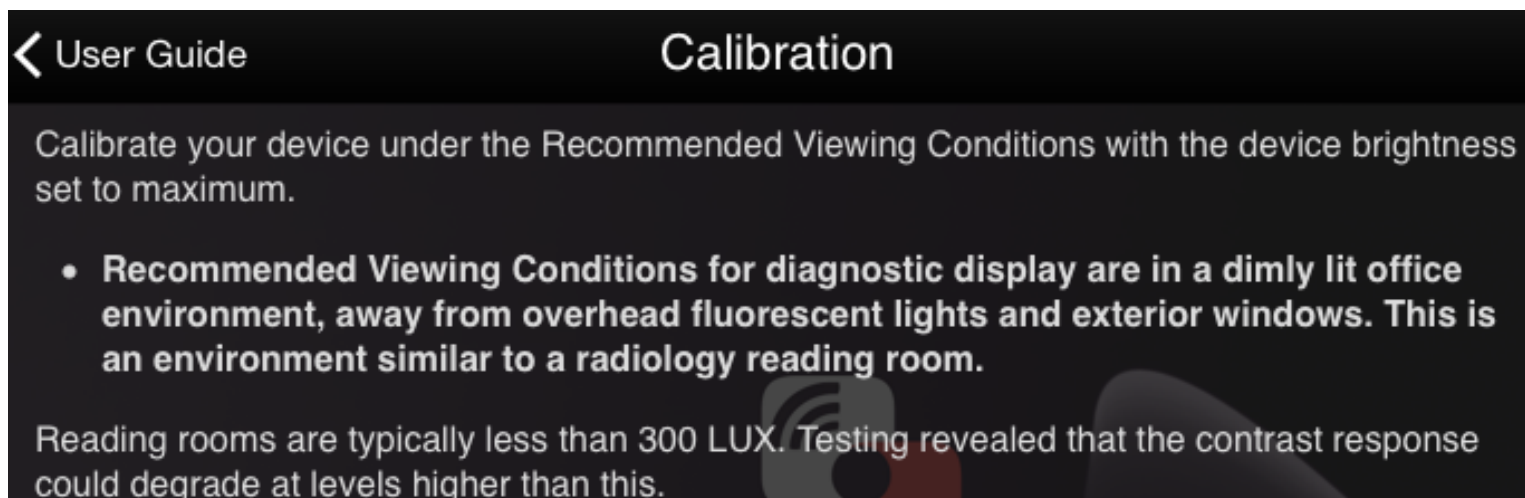 User Guide
Calibration
Calibrate your device under the Recommended Viewing Conditions with the device brightness
set to maximum.
• Recommended Viewing Conditions for diagnostic display are in a dimly lit office
environment, away from overhead fluorescent lights and exterior windows. This is
an environment similar to a radiology reading room.
Reading rooms are typically less than 300 LUX. Testing revealed that the contrast response
could degrade at levels higher than this.